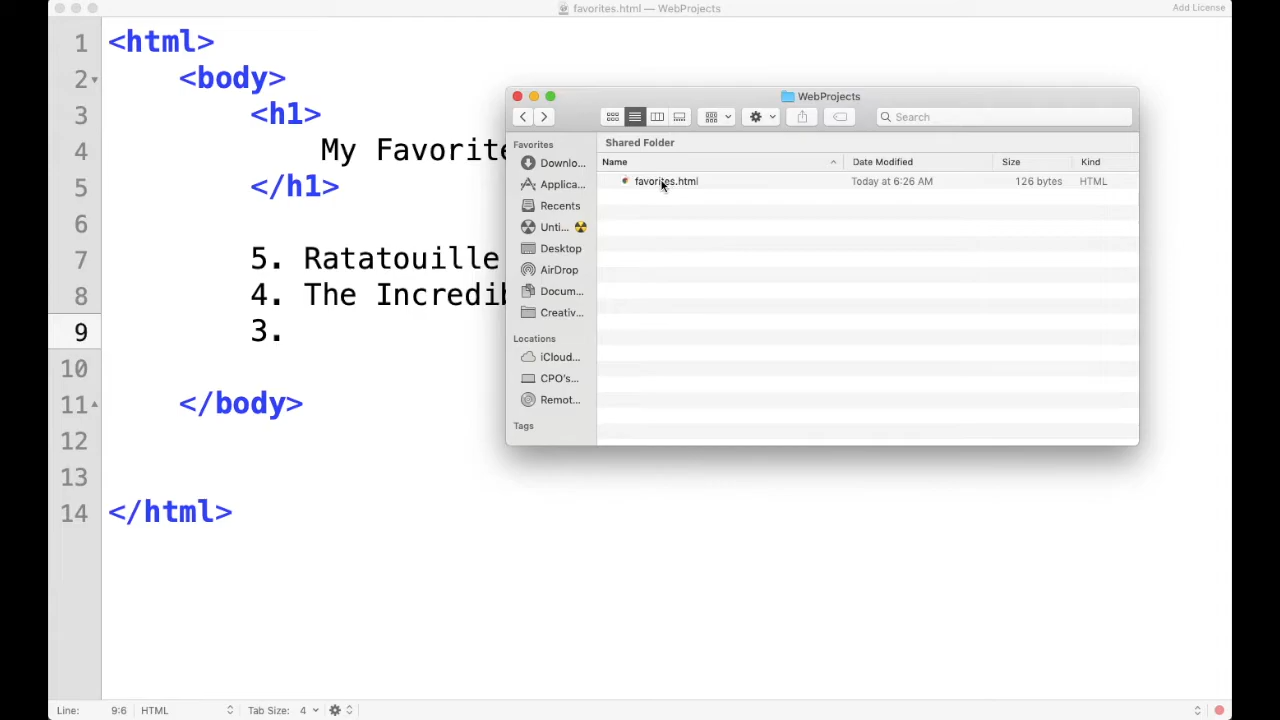 favorites.html — WebProjects
Add License
1 <html>
2 <body>
3 <h1>
4 My Favorite
5 </h1>
6
7 5. Ratatouille
8 4. The Incredib
9 3.
10
11 </body>
12
13
14 </html>
WebProjects
Search
Favorites
Downlo...
Applica...
Recents
Unti...
Desktop
AirDrop
Docum...
Creativ...
Locations
iCloud...
CPO's...
Remot...
Tags
Shared Folder
Name Date Modified Size Kind
favorites.html Today at 6:26 AM 126 bytes HTML
Line: 9:6 HTML Tab Size: 4